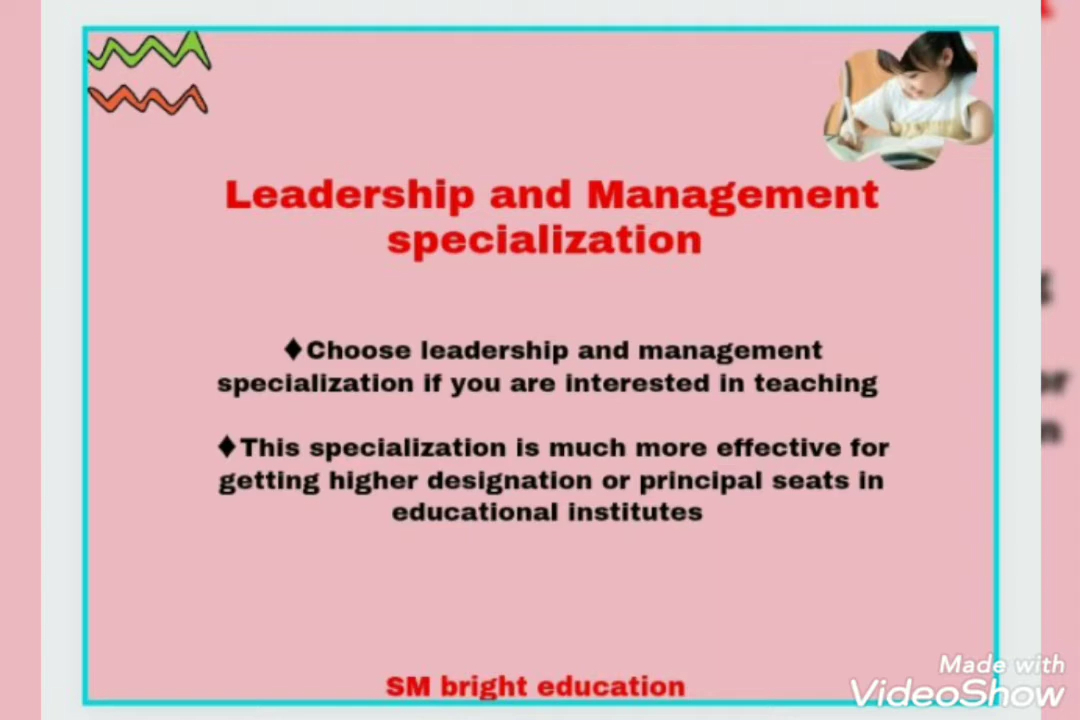 Leadership and Management
specialization
♦Choose leadership and management
specialization if you are interested in teaching
♦This specialization is much more effective for
getting higher designation or principal seats in
educational institutes
SM bright education
Made with
VideoShow